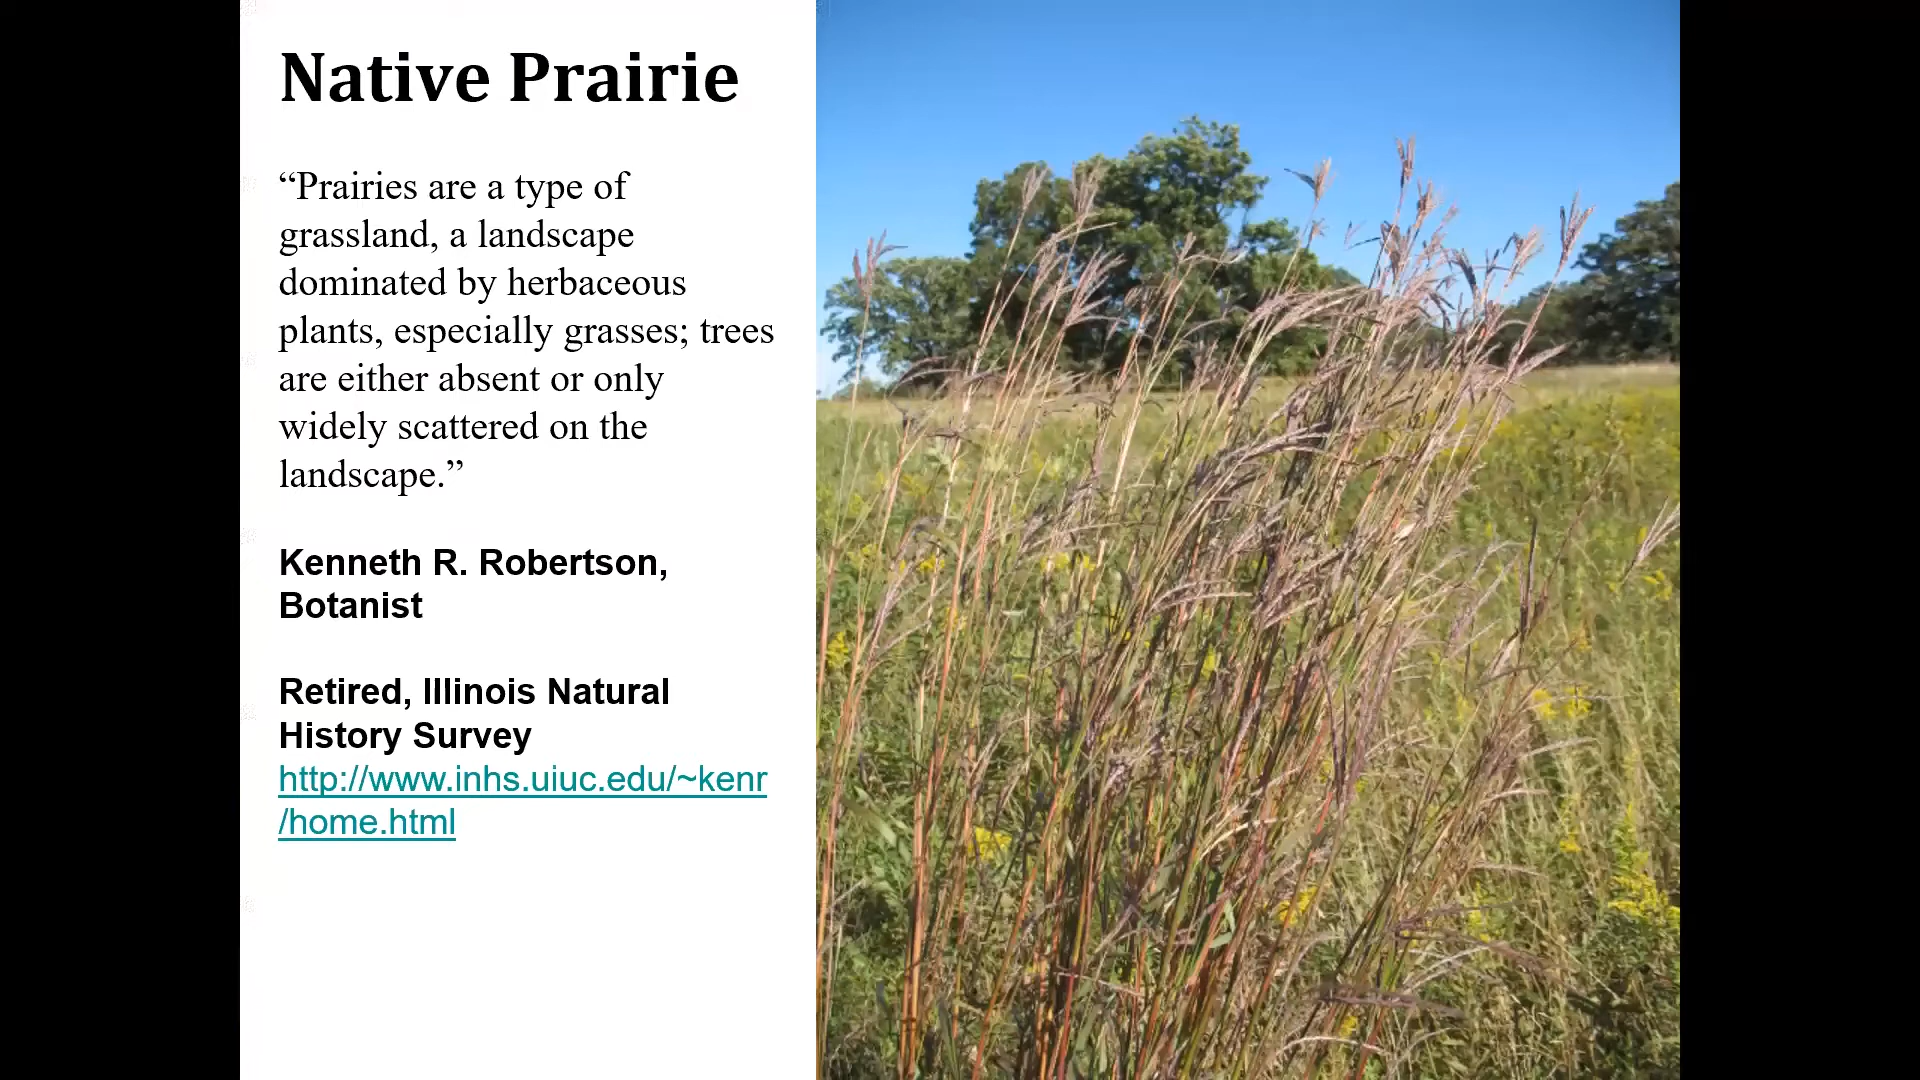 Native Prairie
“Prairies are a type of
grassland, a landscape
dominated by herbaceous
plants, especially grasses; trees
are either absent or only
widely scattered on the
landscape.”
Kenneth R. Robertson,
Botanist
Retired, Illinois Natural
History Survey
http://www.inhs.uiuc.edu/~kenr
/home.html